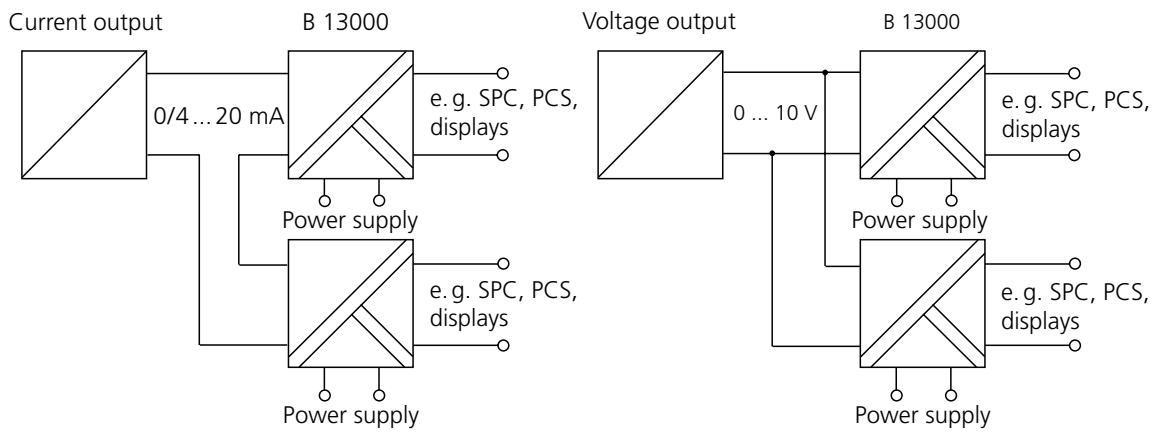 Current output
B 13000
0/4 ... 20 mA
e. g. SPC, PCS,
displays
Power supply
e. g. SPC, PCS,
displays
Power supply
Voltage output
B 13000
0 ... 10 V
e. g. SPC, PCS,
displays
Power supply
e. g. SPC, PCS,
displays
Power supply